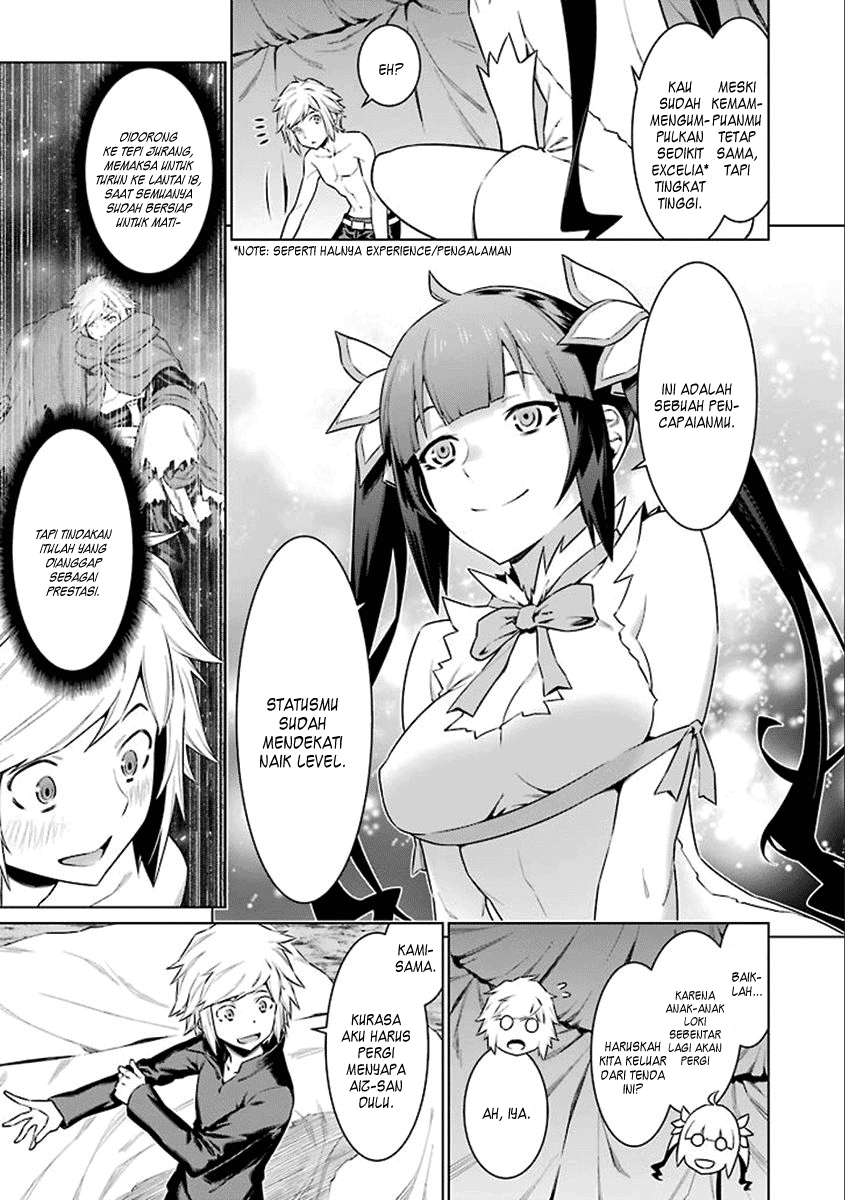 MESKI
KEMAM-
PUANMU
TETAP
SAMA,
TAPI
KAU
SUDAH
MENGUM-
PULKAN
SEDIKIT
EXCELIA*
TINGKAT
TINGGI.
EH?
*NOTE: SEPERTI HALNYA EXPERIENCE/PENGALAMAN
INI ADALAH
SEBUAH PEN-
CAPAIANMU.
STATUSMU
SUDAH
MENDEKATI
NAIK LEVEL.
DIDORONG
KE TEPI JURANG,
MEMAKSA UNTUK
TURUN KE LANTAI 18,
SAAT SEMUANYA
SUDAH BERSIAP
UNTUK MATI-
TAPI TINDAKAN
ITULAH YANG
DIANGGAP
SEBAGAI
PRESTASI.
BAIK-
LAH...
KARENA
ANAK-ANAK
LOKI
SEBENTAR
LAGI AKAN
PERGI
HARUSKAH
KITA KELUAR
DARI TENDA
INI?
AH, IYA.
KAMI-
SAMA.
KURASA
AKU HARUS
PERGI
MENYAPA
AIZ-SAN
DULU.